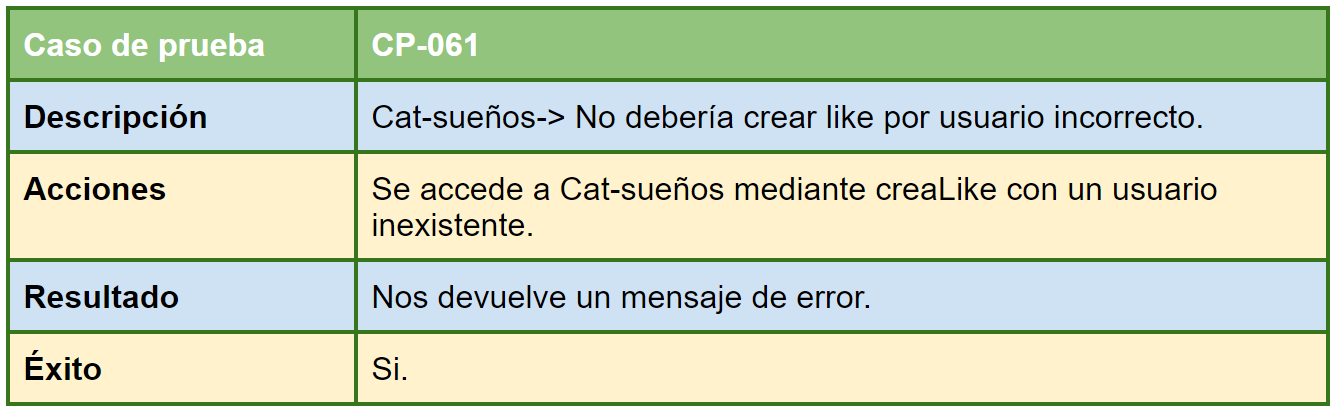 Caso de prueba CP-061
Descripción Cat-sueños-> No debería crear like por usuario incorrecto.
Acciones Se accede a Cat-sueños mediante creaLike con un usuario
inexistente.
Resultado Nos devuelve un mensaje de error.
Éxito Si.